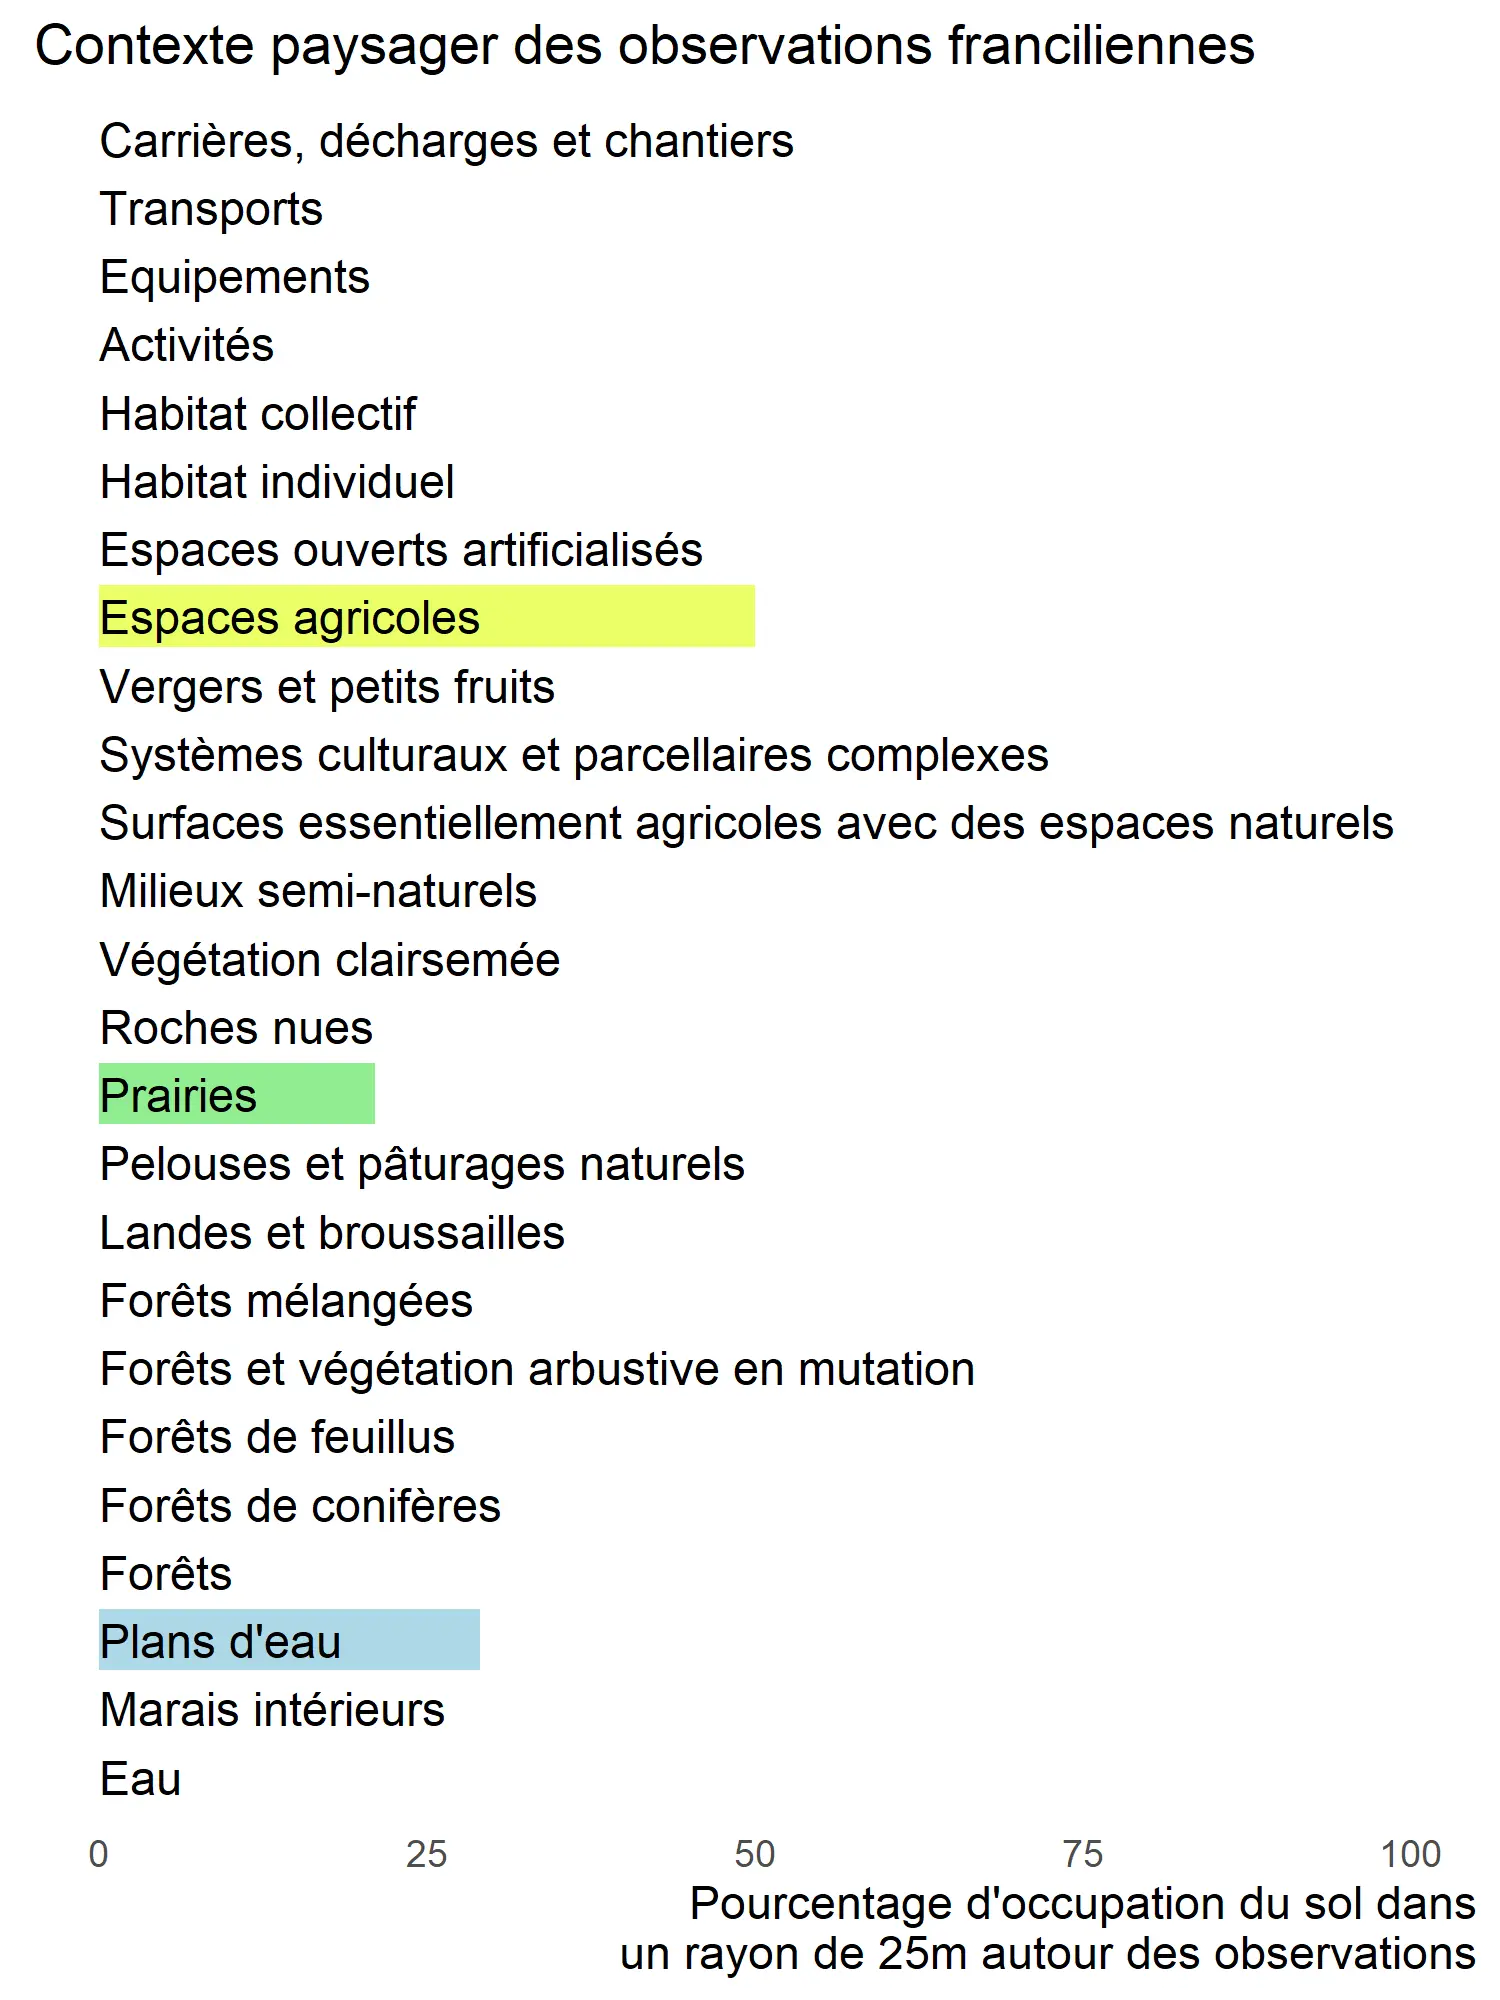 Contexte paysager des observations franciliennes
Carrières, décharges et chantiers
Transports
Equipements
Activités
Habitat collectif
Habitat individuel
Espaces ouverts artificialisés
Espaces agricoles
Vergers et petits fruits
Systèmes culturaux et parcellaires complexes
Surfaces essentiellement agricoles avec des espaces naturels
Milieux semi-naturels
Végétation clairsemée
Roches nues
Prairies
Pelouses et pâturages naturels
Landes et broussailles
Forêts mélangées
Forêts et végétation arbustive en mutation
Forêts de feuillus
Forêts de conifères
Forêts
Plans d'eau
Marais intérieurs
Eau
0 25 50 75 100
Pourcentage d'occupation du sol dans
un rayon de 25m autour des observations